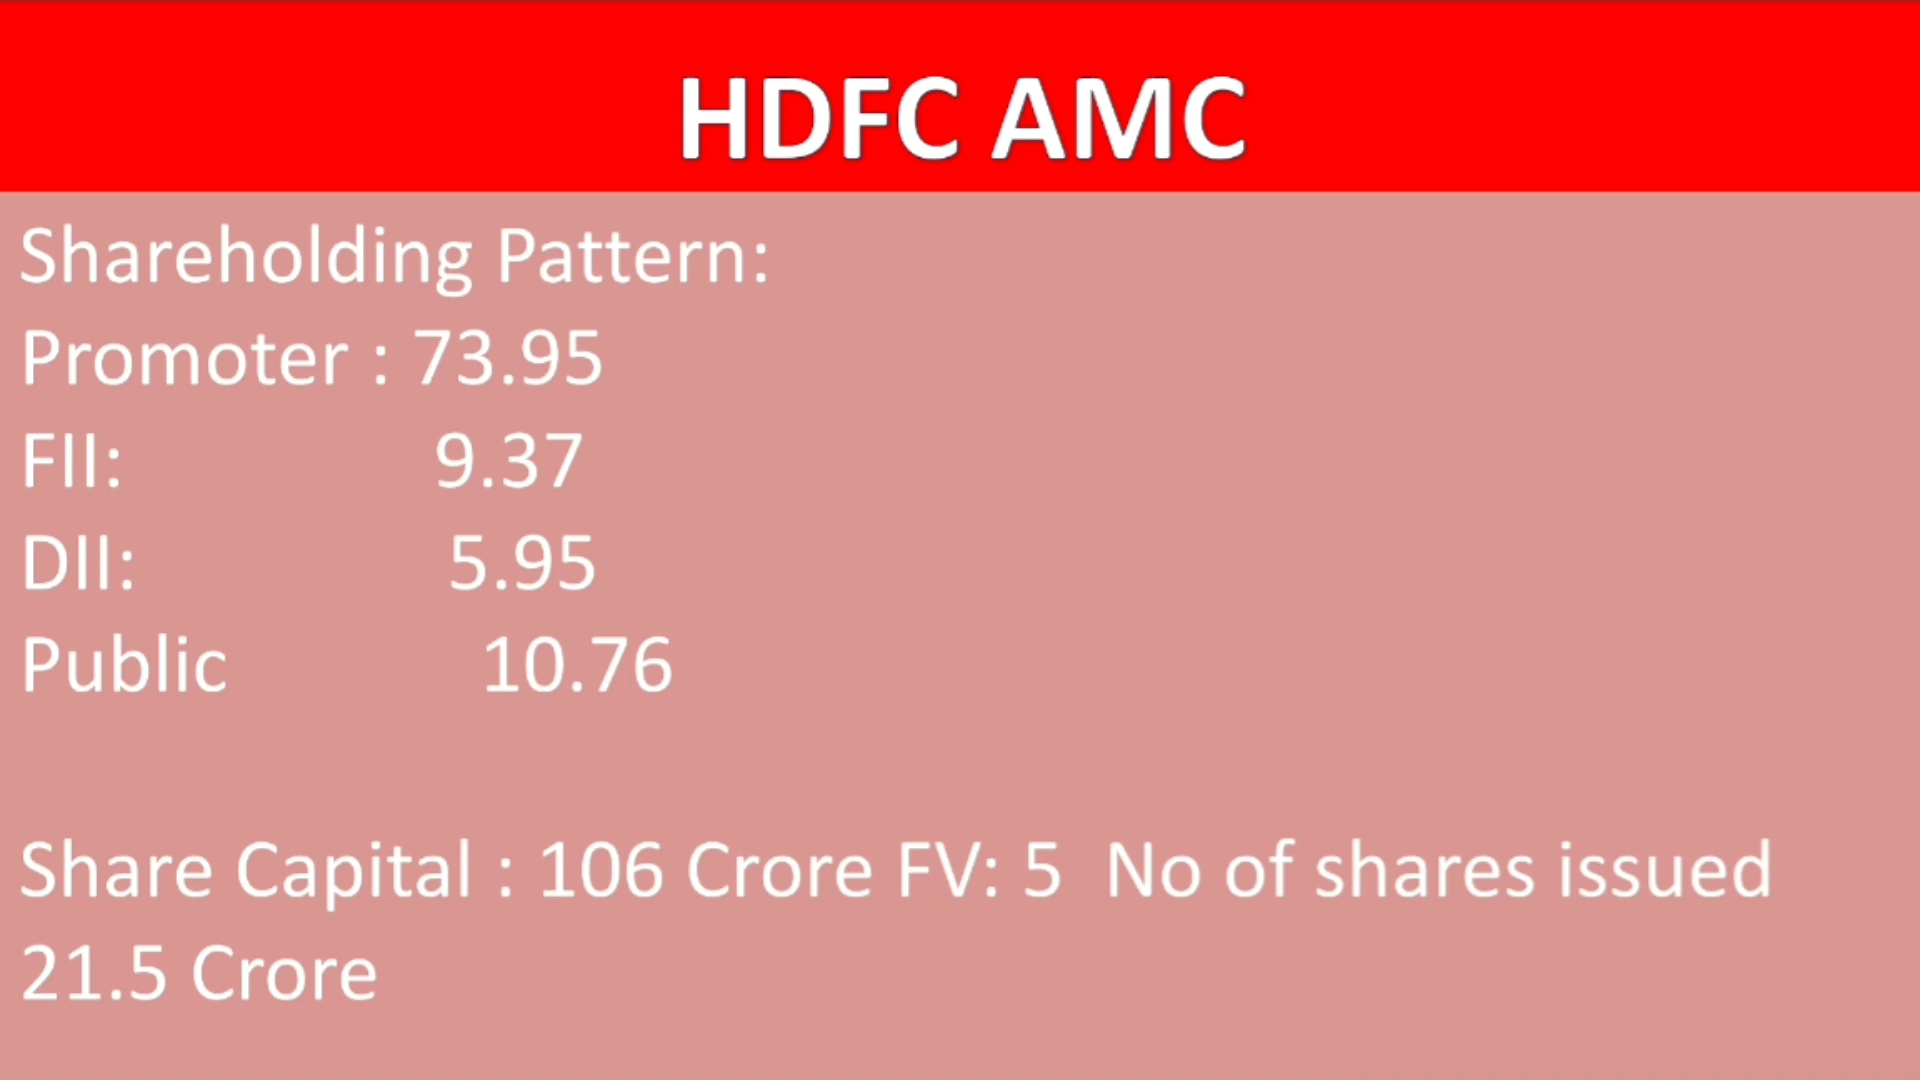 HDFC AMC
Shareholding Pattern:
Promoter : 73.95
FII: 9.37
DII: 5.95
Public 10.76
Share Capital : 106 Crore FV: 5 No of shares issued
21.5 Crore